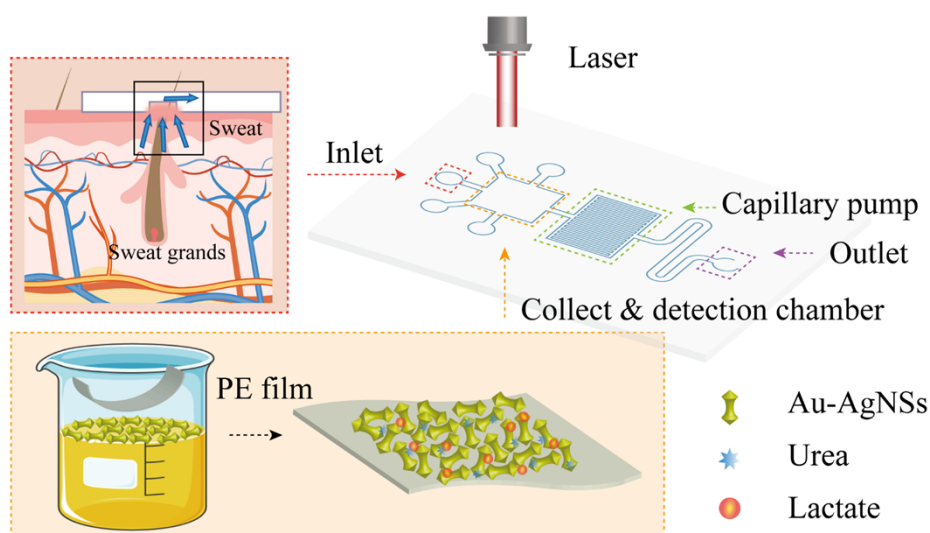 Laser
Sweat
Inlet
Capillary pump
Sweat grands
Outlet
Collect & detection chamber
PE film
Au-AgNSs
Urea
Lactate